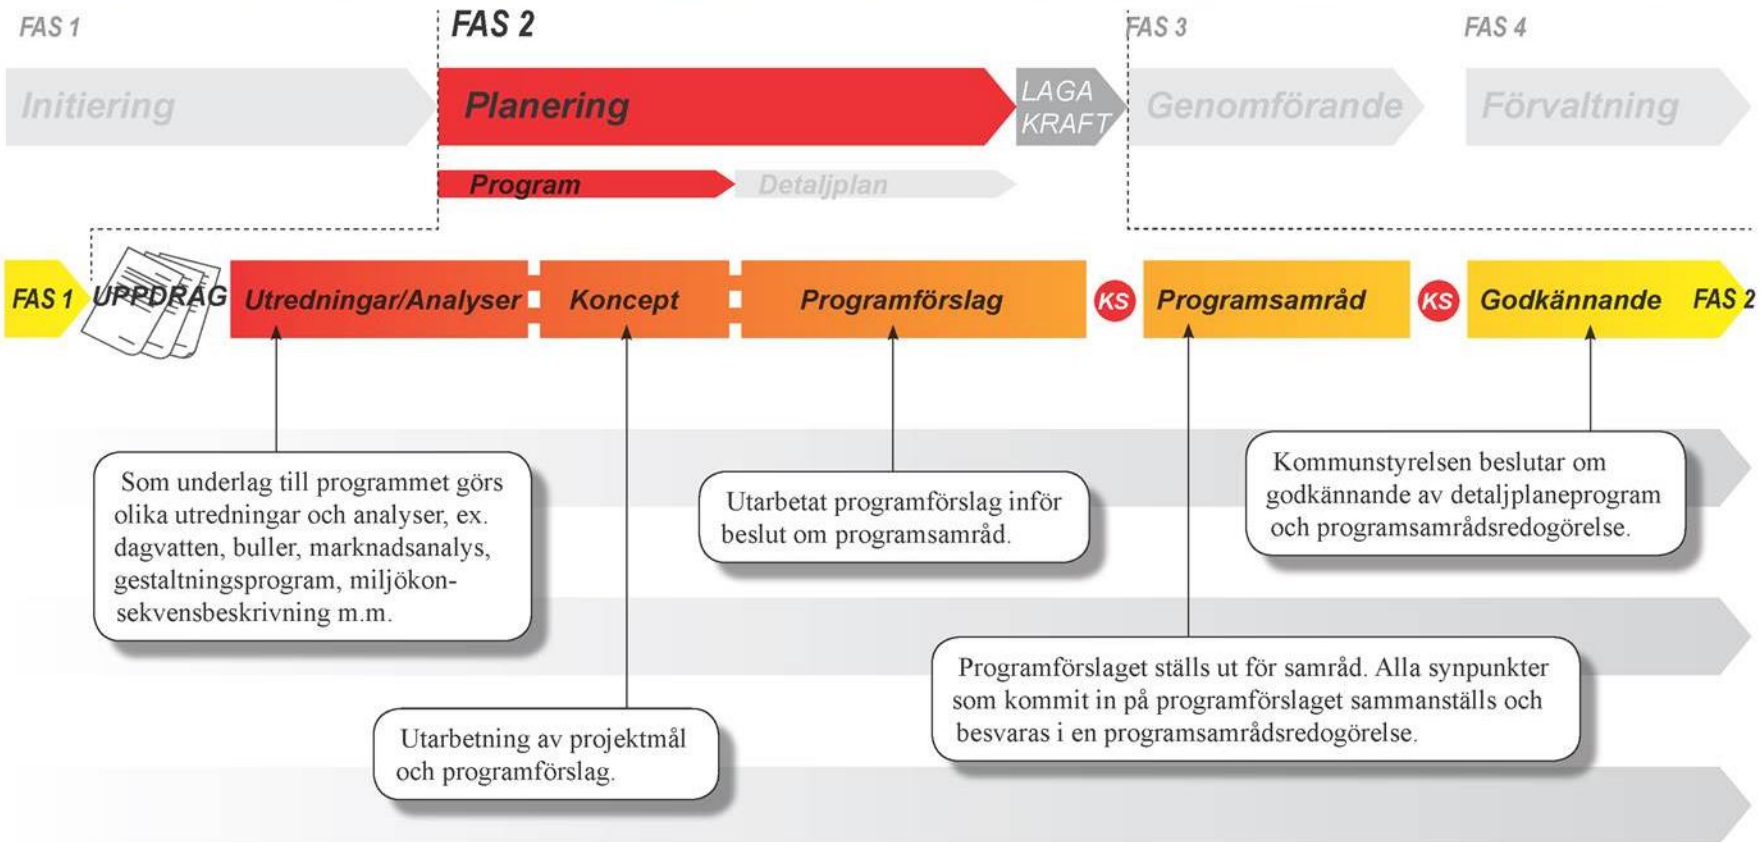 FAS 1
FAS 2
FAS 3
FAS 4
Initiering
Planering
LAGA
KRAFT
Genomförande
Förvaltning
Program
Detaljplan
FAS 1
UPPDRAG
Utredningar/Analyser
Koncept
Programförslag
KS
Programsamråd
KS
Godkännande
FAS 2
Som underlag till programmet görs
olika utredningar och analyser, ex.
dagvatten, buller, marknadsanalys,
gestaltningsprogram, miljökon-
sekvensbeskrivning m.m.
Utarbetning av projektmål
och programförslag.
Utarbetat programförslag inför
beslut om programsamråd.
Programförslaget ställs ut för samråd. Alla synpunkter
som kommit in på programförslaget sammanställs och
besvaras i en programsamrådsredogörelse.
Kommunstyrelsen beslutar om
godkännande av detaljplaneprogram
och programsamrådsredogörelse.